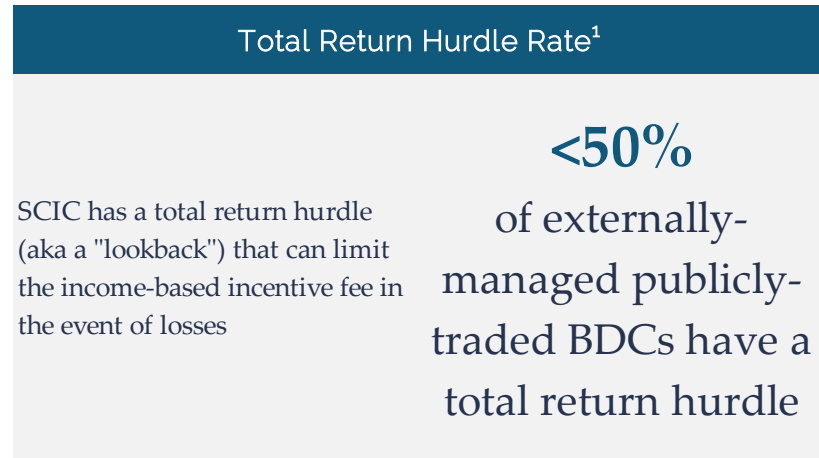 Total Return Hurdle Rate¹
SCIC has a total return hurdle
(aka a "lookback") that can limit
the income-based incentive fee in
the event of losses
<50%
of externally-
managed publicly-
traded BDCs have a
total return hurdle